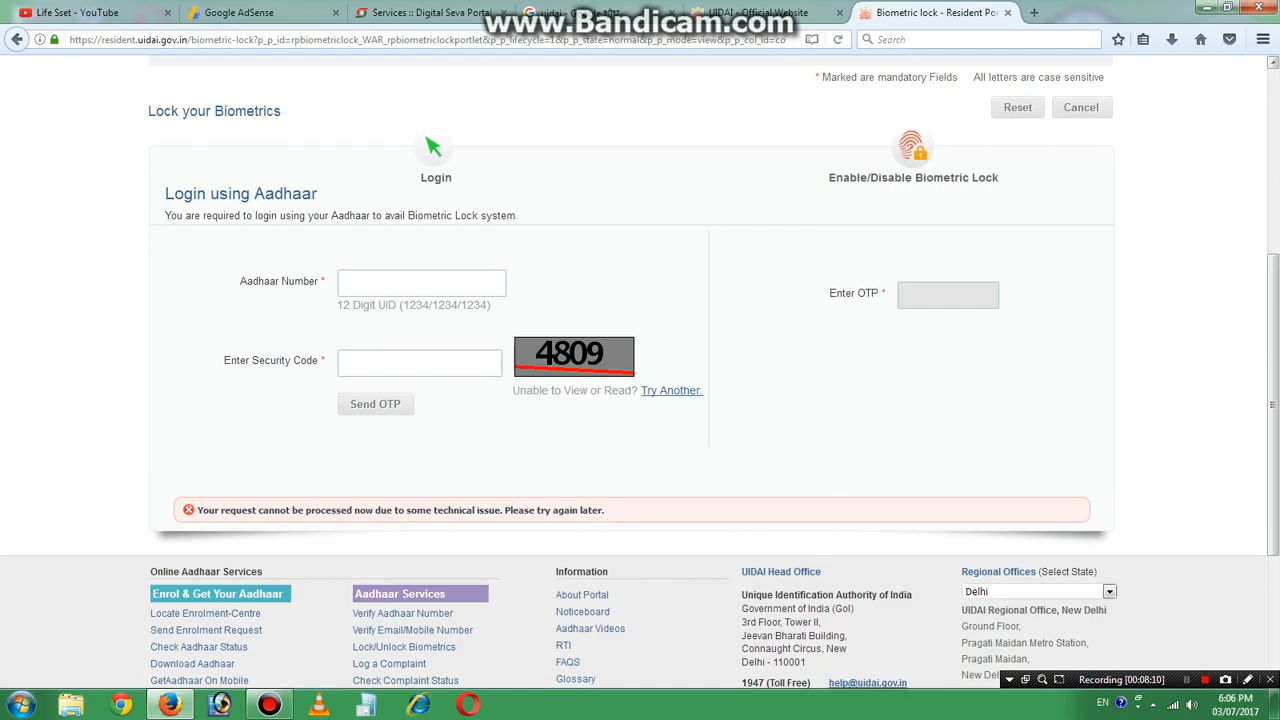 Life Sset - YouTube
Google AdSense
Services :: Digital Seva Portal
UIDAI - Official Website
Biometric lock - Resident Por
www.Bandicam.com
https://resident.uidai.gov.in/biometric-lock?p_p_id=rpbiometriclock_WAR_rpbiometriclockportlet&p_p_lifecycle=1&p_p_state=normal&p_p_mode=view&p_p_col_id=co
Search
* Marked are mandatory Fields All letters are case sensitive
Lock your Biometrics
Reset Cancel
Login
Enable/Disable Biometric Lock
Login using Aadhaar
You are required to login using your Aadhaar to avail Biometric Lock system.
Aadhaar Number *
12 Digit UID (1234/1234/1234)
Enter OTP *
Enter Security Code *
4809
Unable to View or Read? Try Another.
Send OTP
Your request cannot be processed now due to some technical issue. Please try again later.
Online Aadhaar Services
Enrol & Get Your Aadhaar
Locate Enrolment-Centre
Send Enrolment Request
Check Aadhaar Status
Download Aadhaar
GetAadhaar On Mobile
Aadhaar Services
Verify Aadhaar Number
Verify Email/Mobile Number
Lock/Unlock Biometrics
Log a Complaint
Check Complaint Status
Information
About Portal
Noticeboard
Aadhaar Videos
RTI
FAQS
Glossary
UIDAI Head Office
Unique Identification Authority of India
Government of India (GoI)
3rd Floor, Tower II,
Jeevan Bharati Building,
Connaught Circus, New
Delhi - 110001
1947 (Toll Free) help@uidai.gov.in
Regional Offices (Select State)
Delhi
UIDAI Regional Office, New Delhi
Ground Floor,
Pragati Maidan Metro Station,
Pragati Maidan,
New Del
Recording [00:08:10]
EN
6:06 PM
03/07/2017